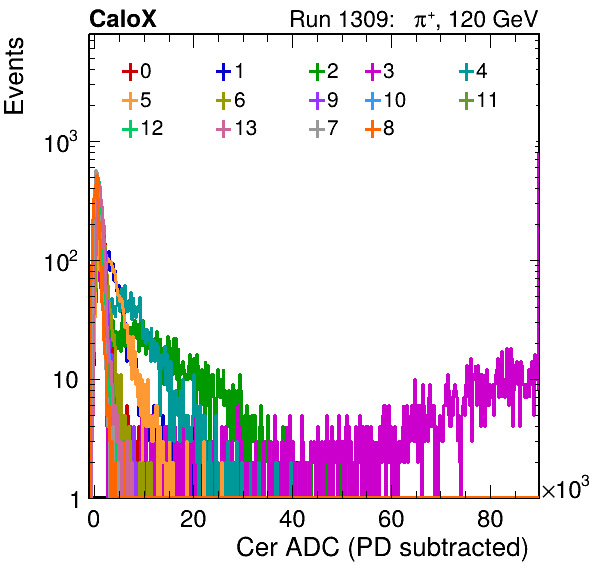 CaloX Run 1309: π⁺, 120 GeV
Events
0 1 2 3 4
5 6 9 10 11
12 13 7 8
10³
10²
10
1
0 20 40 60 80 ×10³
Cer ADC (PD subtracted)